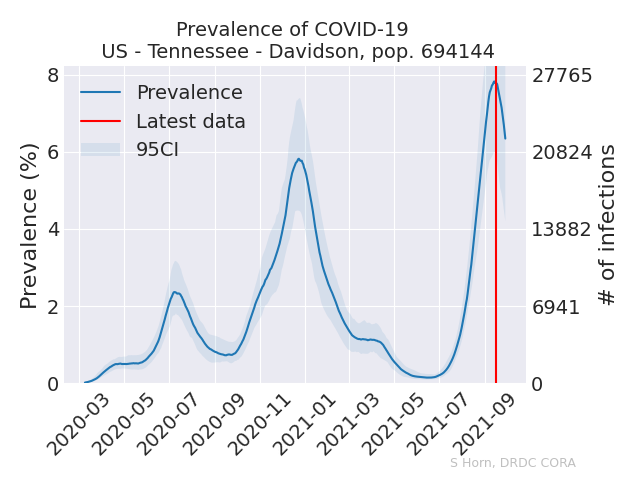 Prevalence of COVID-19
US - Tennessee - Davidson, pop. 694144
Prevalence
Latest data
95CI
Prevalence (%)
8
6
4
2
0
27765
20824
13882
6941
0
# of infections
2020-03
2020-05
2020-07
2020-09
2020-11
2021-01
2021-03
2021-05
2021-07
2021-09
S Horn, DRDC CORA